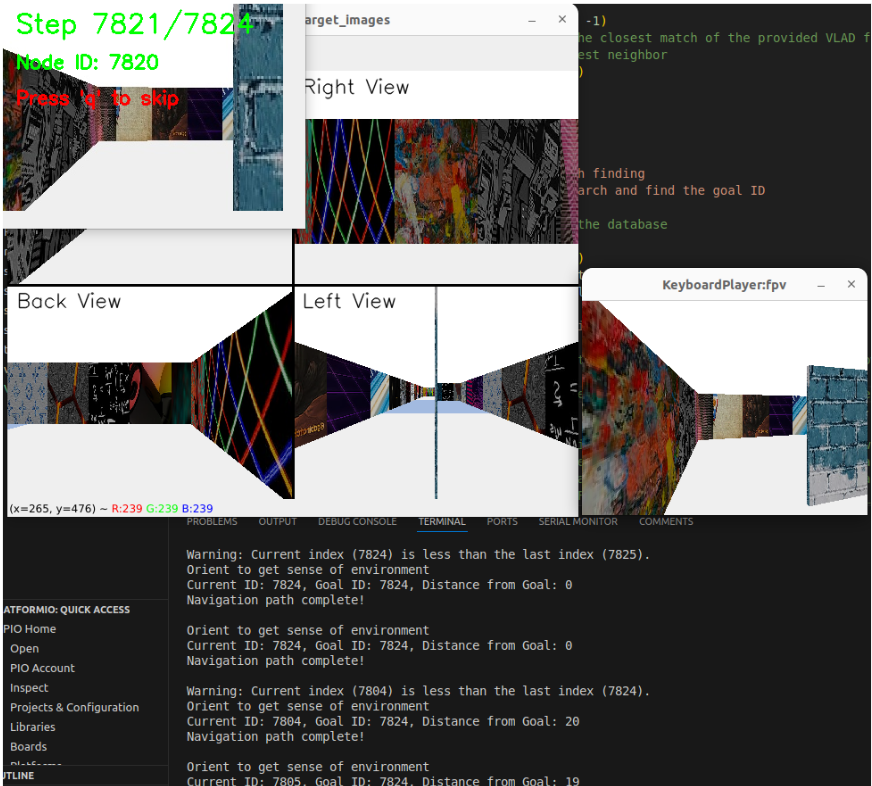 Step 7821/7824
Node ID: 7820
Press 'q' to skip
arget_images
Right View
-1)
he closest match of the provided VLAD f
est neighbor
)
h finding
arch and find the goal ID
the database
)
Back View
Left View
KeyboardPlayer:fpv
(x=265, y=476) ~ R:239 G:239 B:239
PROBLEMS OUTPUT DEBUG CONSOLE TERMINAL PORTS SERIAL MONITOR COMMENTS
Warning: Current index (7824) is less than the last index (7825).
Orient to get sense of environment
Current ID: 7824, Goal ID: 7824, Distance from Goal: 0
Navigation path complete!
Orient to get sense of environment
Current ID: 7824, Goal ID: 7824, Distance from Goal: 0
Navigation path complete!
Warning: Current index (7804) is less than the last index (7824).
Orient to get sense of environment
Current ID: 7804, Goal ID: 7824, Distance from Goal: 20
Navigation path complete!
Orient to get sense of environment
Current ID: 7805, Goal ID: 7824, Distance from Goal: 19
ATFORMIO: QUICK ACCESS
PIO Home
Open
PIO Account
Inspect
Projects & Configuration
Libraries
Boards
Platforms
UTLINE